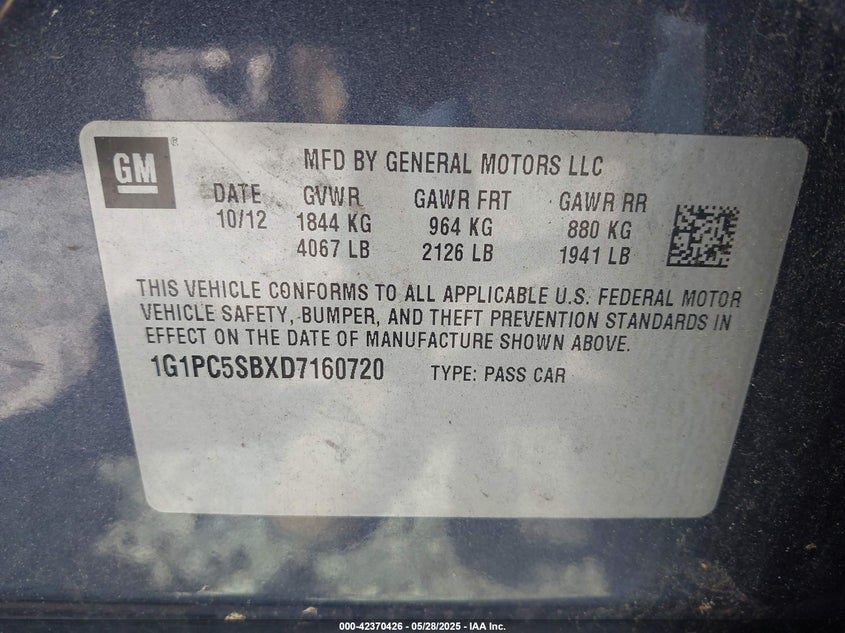 GM
MFD BY GENERAL MOTORS LLC
DATE GVWR GAWR FRT GAWR RR
10/12 1844 KG 964 KG 880 KG
4067 LB 2126 LB 1941 LB
THIS VEHICLE CONFORMS TO ALL APPLICABLE U.S. FEDERAL MOTOR
VEHICLE SAFETY, BUMPER, AND THEFT PREVENTION STANDARDS IN
EFFECT ON THE DATE OF MANUFACTURE SHOWN ABOVE.
1G1PC5SBXD7160720 TYPE: PASS CAR
000-42370426 - 05/28/2025 - IAA Inc.